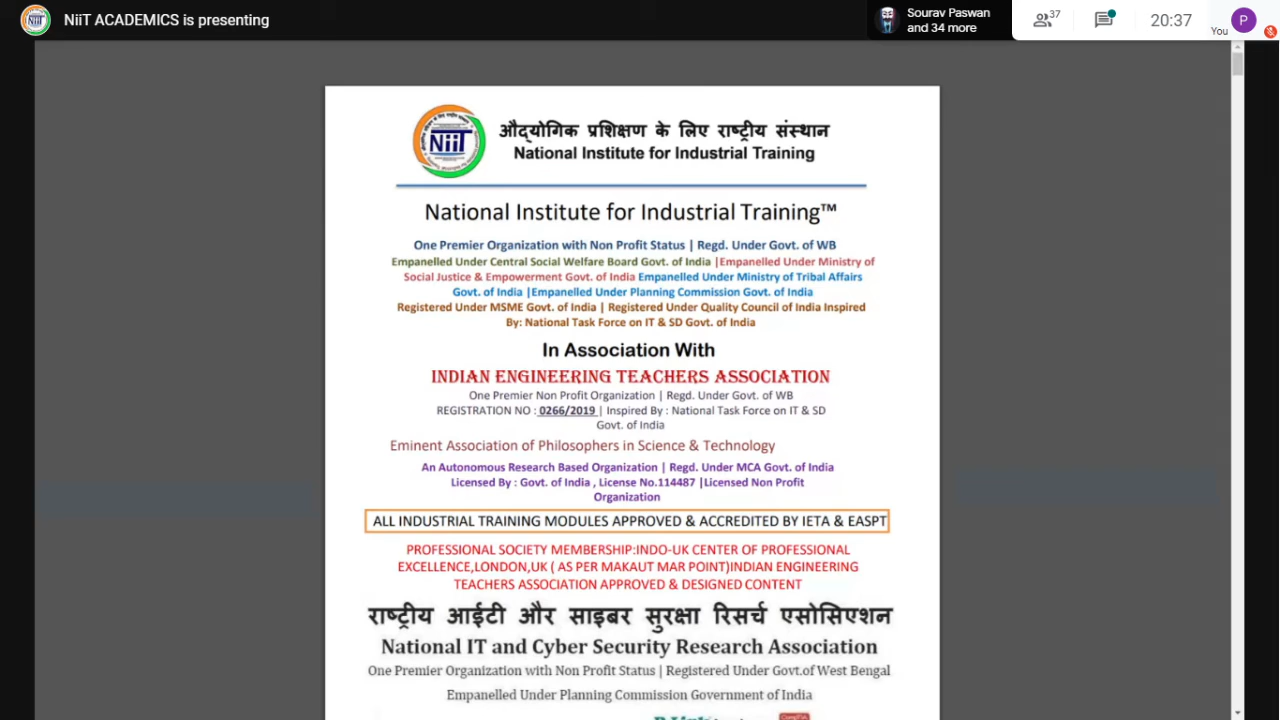 NiiT ACADEMICS is presenting
Sourav Paswan
and 34 more
37
20:37
You
P
NiiT
औद्योगिक प्रशिक्षण के लिए राष्ट्रीय संस्थान
National Institute for Industrial Training
National Institute for Industrial Training™
One Premier Organization with Non Profit Status | Regd. Under Govt. of WB
Empanelled Under Central Social Welfare Board Govt. of India |Empanelled Under Ministry of
Social Justice & Empowerment Govt. of India Empanelled Under Ministry of Tribal Affairs
Govt. of India |Empanelled Under Planning Commission Govt. of India
Registered Under MSME Govt. of India | Registered Under Quality Council of India Inspired
By: National Task Force on IT & SD Govt. of India
In Association With
INDIAN ENGINEERING TEACHERS ASSOCIATION
One Premier Non Profit Organization | Regd. Under Govt. of WB
REGISTRATION NO : 0266/2019 | Inspired By : National Task Force on IT & SD
Govt. of India
Eminent Association of Philosophers in Science & Technology
An Autonomous Research Based Organization | Regd. Under MCA Govt. of India
Licensed By : Govt. of India , License No.114487 |Licensed Non Profit
Organization
ALL INDUSTRIAL TRAINING MODULES APPROVED & ACCREDITED BY IETA & EASPT
PROFESSIONAL SOCIETY MEMBERSHIP:INDO-UK CENTER OF PROFESSIONAL
EXCELLENCE,LONDON,UK ( AS PER MAKAUT MAR POINT)INDIAN ENGINEERING
TEACHERS ASSOCIATION APPROVED & DESIGNED CONTENT
राष्ट्रीय आईटी और साइबर सुरक्षा रिसर्च एसोसिएशन
National IT and Cyber Security Research Association
One Premier Organization with Non Profit Status | Registered Under Govt.of West Bengal
Empanelled Under Planning Commission Government of India